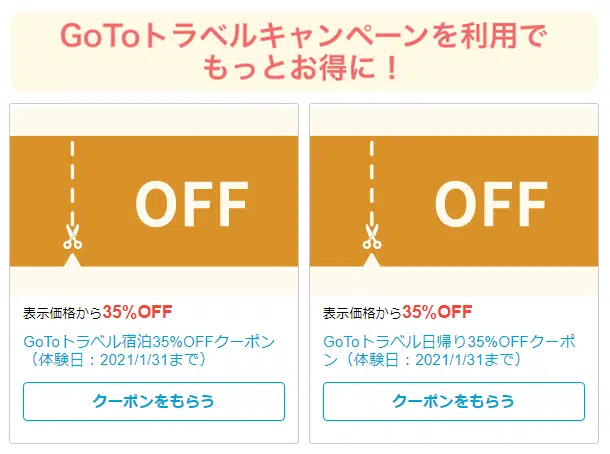 GoToトラベルキャンペーンを利用で
もっとお得に！
OFF
表示価格から35%OFF
GoToトラベル宿泊35%OFFクーポン
（体験日：2021/1/31まで）
クーポンをもらう
OFF
表示価格から35%OFF
GoToトラベル日帰り35%OFFクーポ
ン（体験日：2021/1/31まで）
クーポンをもらう